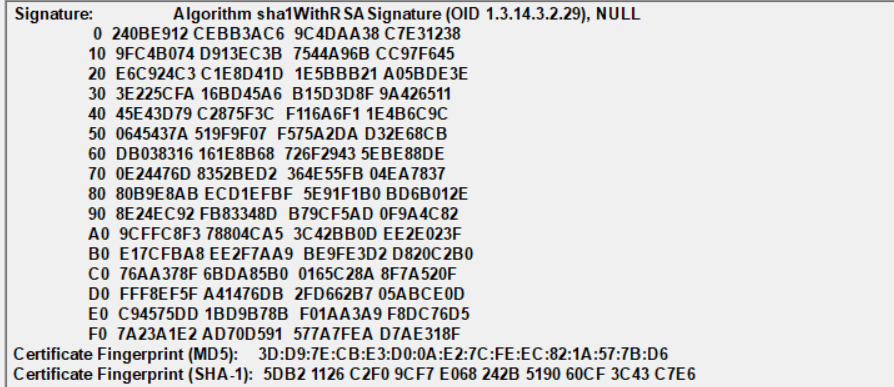 Signature: Algorithm sha1WithRSASignature (OID 1.3.14.3.2.29), NULL
0 240BE912 CEBB3AC6 9C4DAA38 C7E31238
10 9FC4B074 D913EC3B 7544A96B CC97F645
20 E6C924C3 C1E8D41D 1E5BBB21 A05BDE3E
30 3E225CFA 16BD45A6 B15D3D8F 9A426511
40 45E43D79 C2875F3C F116A6F1 1E4B6C9C
50 0645437A 519F9F07 F575A2DA D32E68CB
60 DB038316 161E8B68 726F2943 5EBE88DE
70 0E24476D 8352BED2 364E55FB 04EA7837
80 80B9E8AB ECD1EFBF 5E91F1B0 BD6B012E
90 8E24EC92 FB83348D B79CF5AD 0F9A4C82
A0 9CFFC8F3 78804CA5 3C42BB0D EE2E023F
B0 E17CFBA8 EE2F7AA9 BE9FE3D2 D820C2B0
C0 76AA378F 6BDA85B0 0165C28A 8F7A520F
D0 FFF8EF5F A41476DB 2FD662B7 05ABCE0D
E0 C94575DD 1BD9B78B F01AA3A9 F8DC76D5
F0 7A23A1E2 AD70D591 577A7FEA D7AE318F
Certificate Fingerprint (MD5): 3D:D9:7E:CB:E3:D0:0A:E2:7C:FE:EC:82:1A:57:7B:D6
Certificate Fingerprint (SHA-1): 5DB2 1126 C2F0 9CF7 E068 242B 5190 60CF 3C43 C7E6